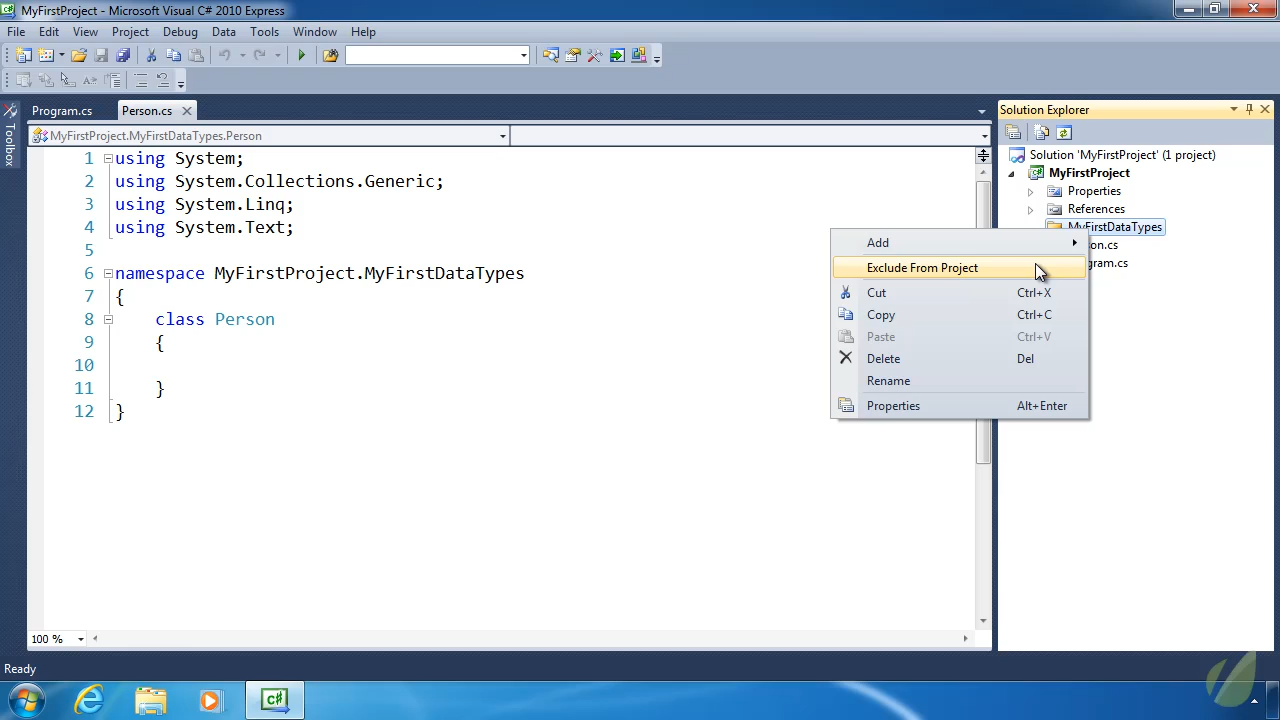 MyFirstProject - Microsoft Visual C# 2010 Express
File Edit View Project Debug Data Tools Window Help
Toolbox
Program.cs Person.cs
MyFirstProject.MyFirstDataTypes.Person
1 using System;
2 using System.Collections.Generic;
3 using System.Linq;
4 using System.Text;
5
6 namespace MyFirstProject.MyFirstDataTypes
7 {
8 class Person
9 {
10
11 }
12 }
100 %
Solution Explorer
Solution 'MyFirstProject' (1 project)
MyFirstProject
Properties
References
MyFirstDataTypes
on.cs
gram.cs
Add
Exclude From Project
Cut Ctrl+X
Copy Ctrl+C
Paste Ctrl+V
Delete Del
Rename
Properties Alt+Enter
Ready
C#